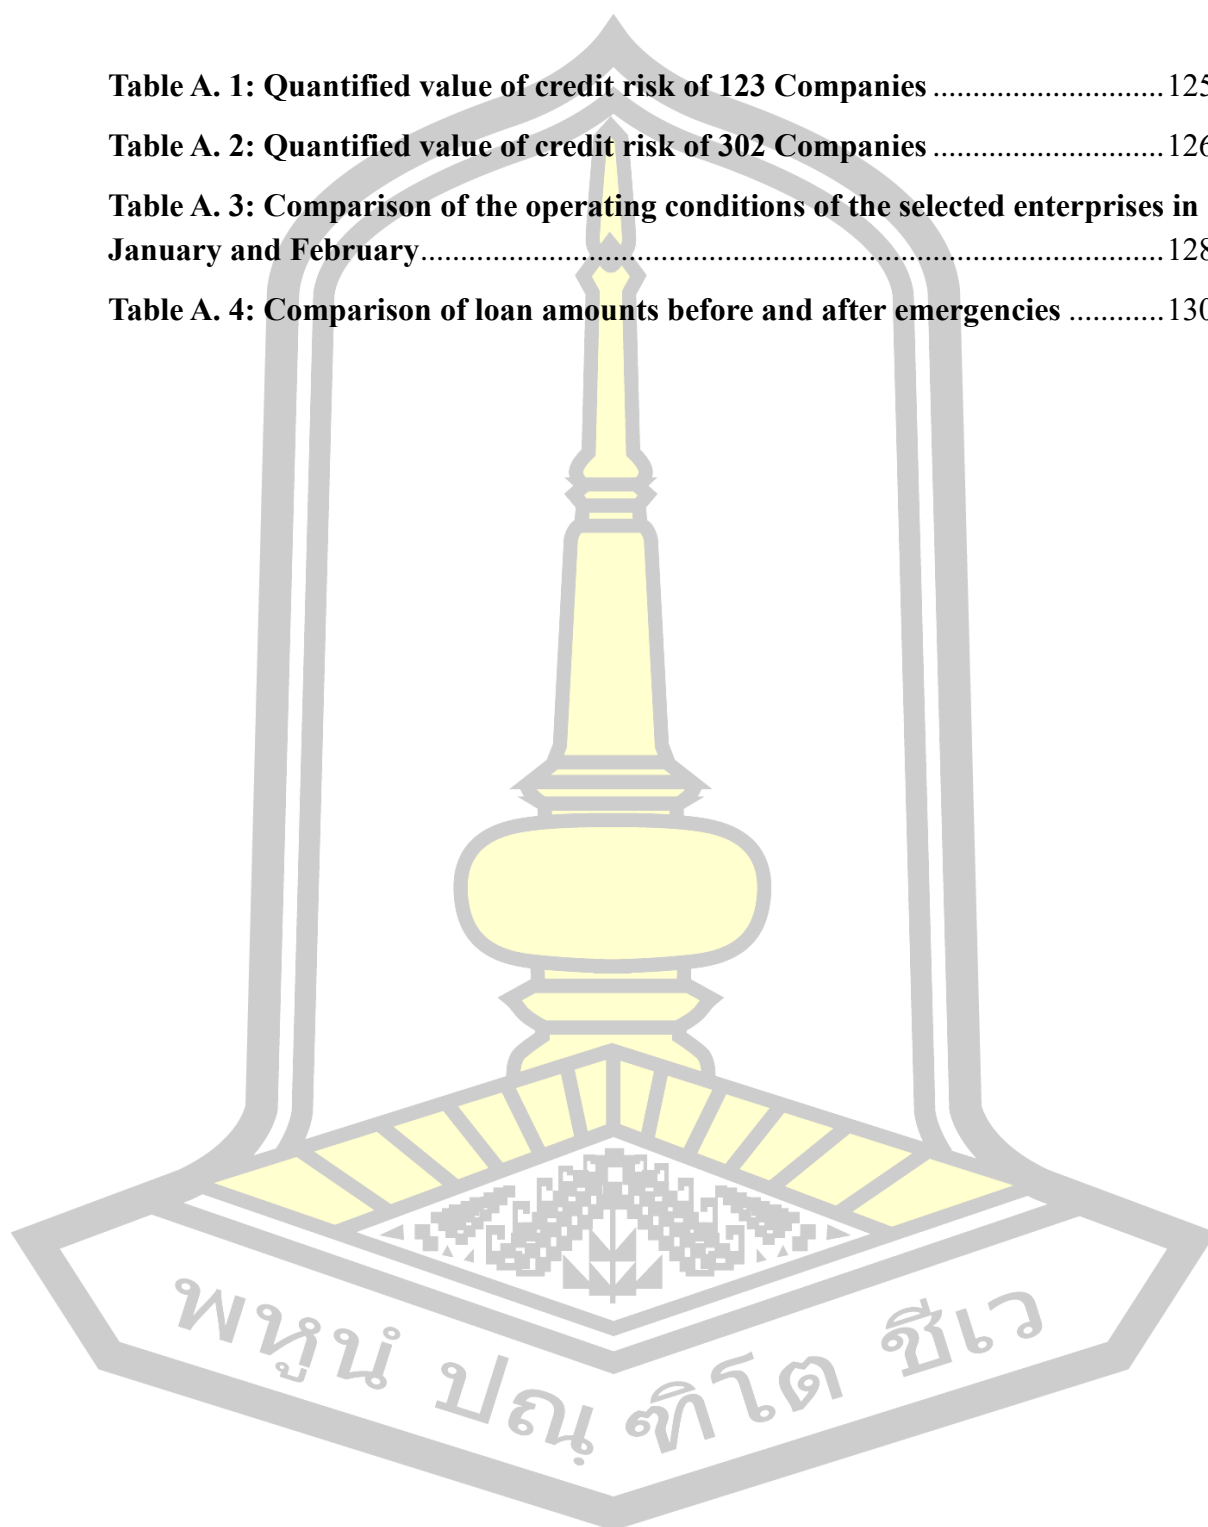 Table A. 1: Quantified value of credit risk of 123 Companies ............................125
Table A. 2: Quantified value of credit risk of 302 Companies ............................126
Table A. 3: Comparison of the operating conditions of the selected enterprises in
January and February..........................................................................................128
Table A. 4: Comparison of loan amounts before and after emergencies ............130
พหูนํ ปณฺฑิโต ชีเว